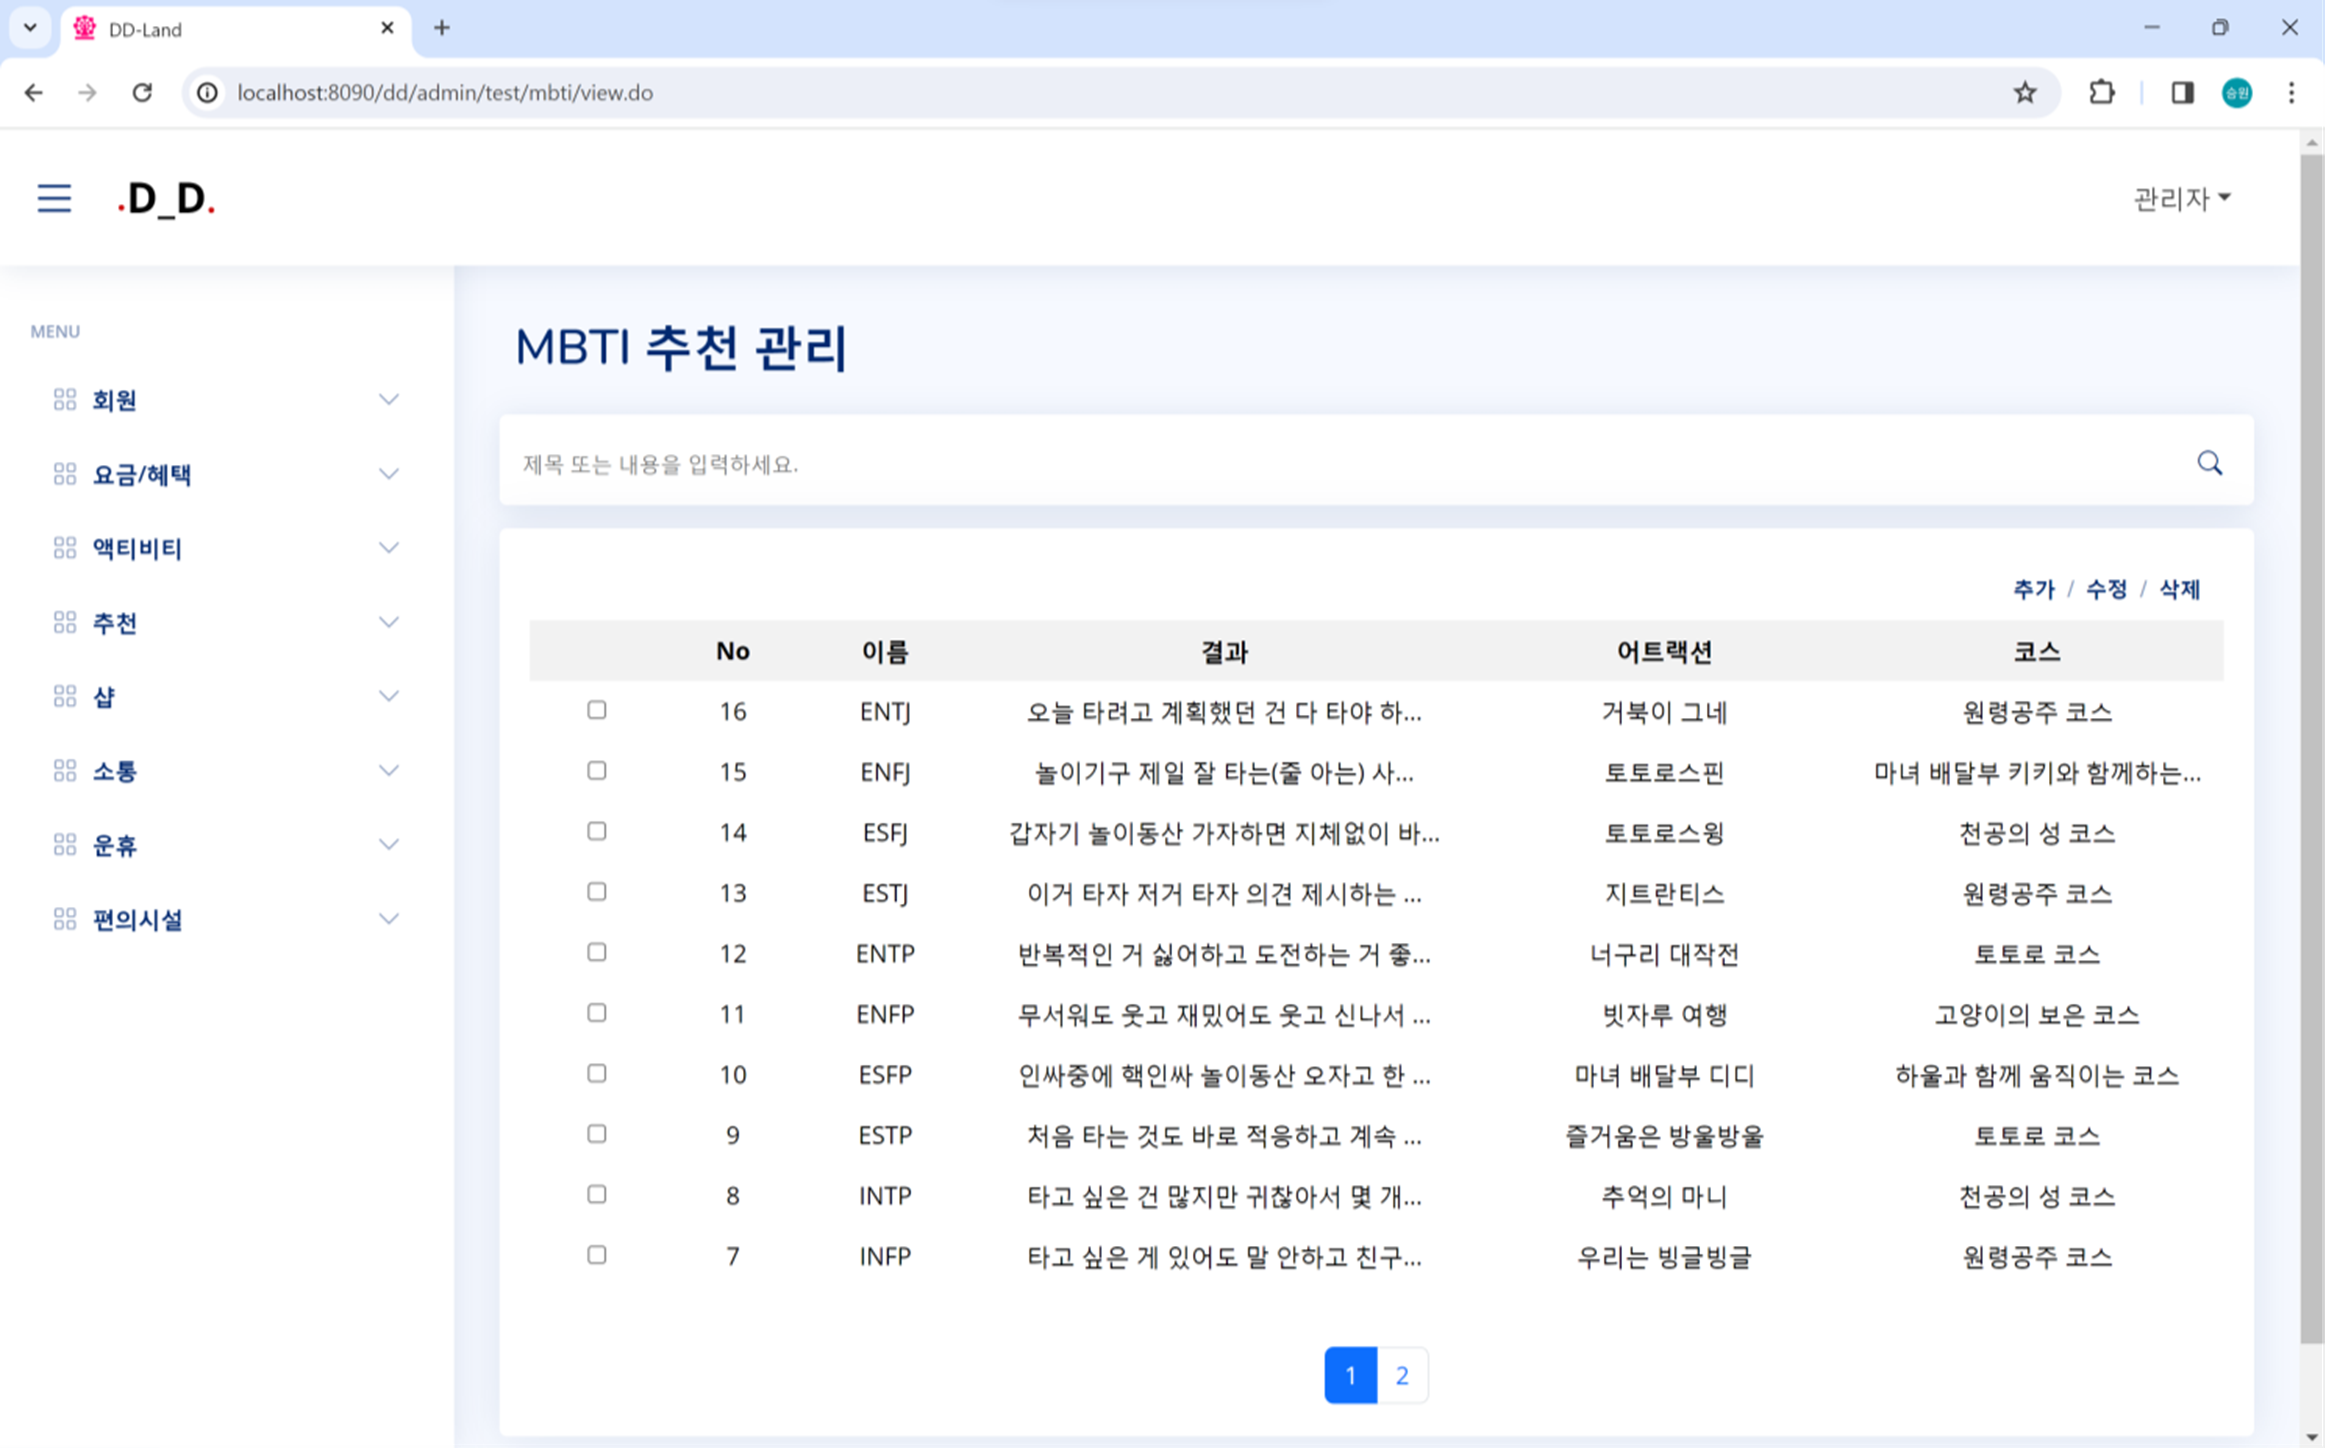 DD-Land
localhost:8090/dd/admin/test/mbti/view.do
승원
.D_D.
관리자
MENU
회원
요금/혜택
액티비티
추천
샵
소통
운휴
편의시설
MBTI 추천 관리
제목 또는 내용을 입력하세요.
추가 / 수정 / 삭제
No 이름 결과 어트랙션 코스
16 ENTJ 오늘 타려고 계획했던 건 다 타야 하... 거북이 그네 원령공주 코스
15 ENFJ 놀이기구 제일 잘 타는(줄 아는) 사... 토토로스핀 마녀 배달부 키키와 함께하는...
14 ESFJ 갑자기 놀이동산 가자하면 지체없이 바... 토토로스윙 천공의 성 코스
13 ESTJ 이거 타자 저거 타자 의견 제시하는 ... 지트란티스 원령공주 코스
12 ENTP 반복적인 거 싫어하고 도전하는 거 좋... 너구리 대작전 토토로 코스
11 ENFP 무서워도 웃고 재밌어도 웃고 신나서 ... 빗자루 여행 고양이의 보은 코스
10 ESFP 인싸중에 핵인싸 놀이동산 오자고 한 ... 마녀 배달부 디디 하울과 함께 움직이는 코스
9 ESTP 처음 타는 것도 바로 적응하고 계속 ... 즐거움은 방울방울 토토로 코스
8 INTP 타고 싶은 건 많지만 귀찮아서 몇 개... 추억의 마니 천공의 성 코스
7 INFP 타고 싶은 게 있어도 말 안하고 친구... 우리는 빙글빙글 원령공주 코스
1 2